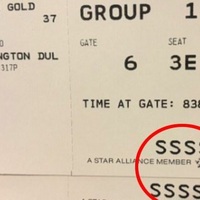 GOLD
37
GROUP 1
GATE SEAT
NGTON DUL
317P
6 3E
TIME AT GATE: 838
SSSS
A STAR ALLIANCE MEMBER
SSSS